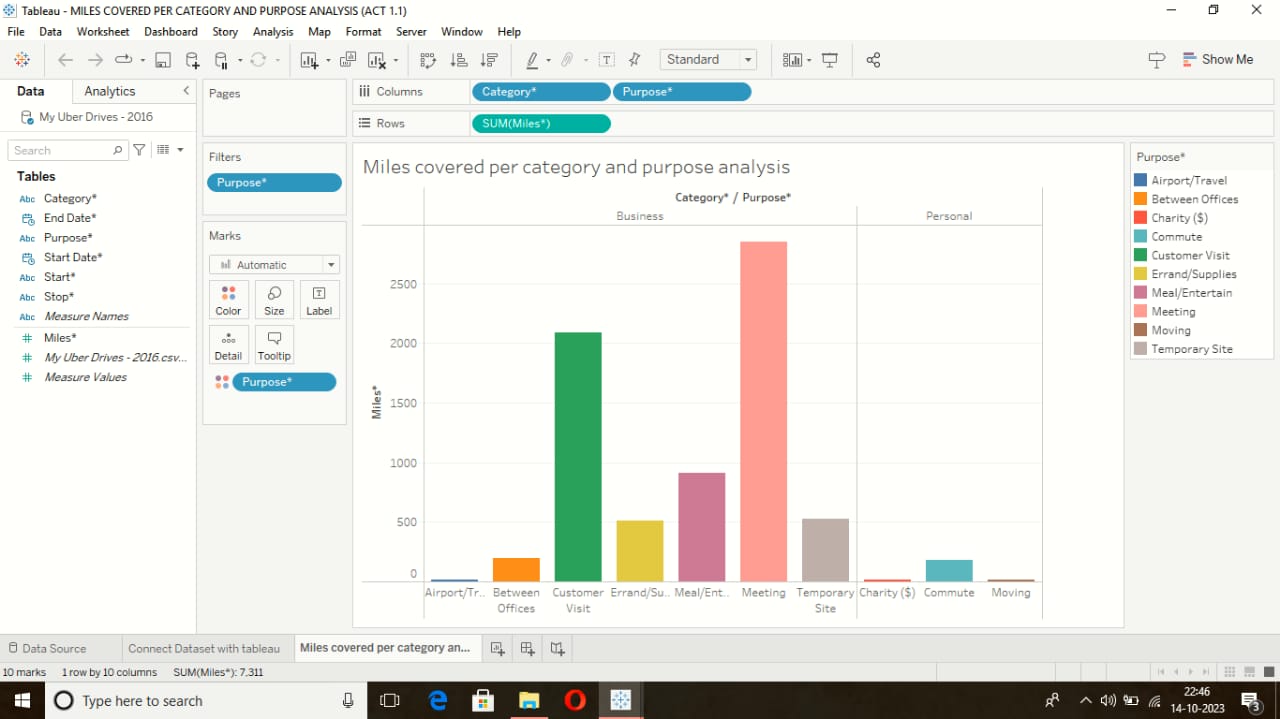 Tableau - MILES COVERED PER CATEGORY AND PURPOSE ANALYSIS (ACT 1.1)
File Data Worksheet Dashboard Story Analysis Map Format Server Window Help
Standard
Show Me
Data Analytics
My Uber Drives - 2016
Search
Tables
Abc Category*
End Date*
Abc Purpose*
Start Date*
Abc Start*
Abc Stop*
Abc Measure Names
# Miles*
# My Uber Drives - 2016.csv...
# Measure Values
Pages
Filters
Purpose*
Marks
Automatic
Color Size Label
Detail Tooltip
Purpose*
Columns Category* Purpose*
Rows SUM(Miles*)
Miles covered per category and purpose analysis
Category* / Purpose*
Business Personal
Miles*
2500
2000
1500
1000
500
0
Airport/Tr.. Between Offices Customer Visit Errand/Su.. Meal/Ent.. Meeting Temporary Site Charity ($) Commute Moving
Purpose*
Airport/Travel
Between Offices
Charity ($)
Commute
Customer Visit
Errand/Supplies
Meal/Entertain
Meeting
Moving
Temporary Site
Data Source Connect Dataset with tableau Miles covered per category an...
10 marks 1 row by 10 columns SUM(Miles*): 7,311
Type here to search
22:46
14-10-2023
3